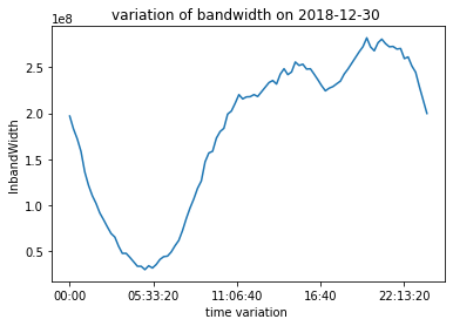 variation of bandwidth on 2018-12-30
1e8
2.5
2.0
1.5
1.0
0.5
InbandWidth
00:00 05:33:20 11:06:40 16:40 22:13:20
time variation